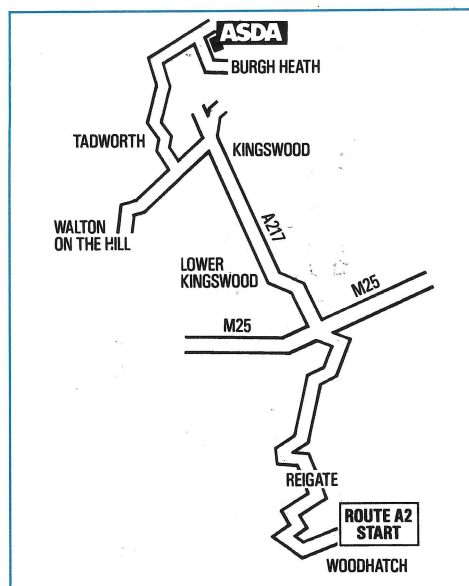 ASDA
BURGH HEATH
TADWORTH
KINGSWOOD
WALTON
ON THE HILL
A217
LOWER
KINGSWOOD
M25
M25
REIGATE
ROUTE A2
START
WOODHATCH